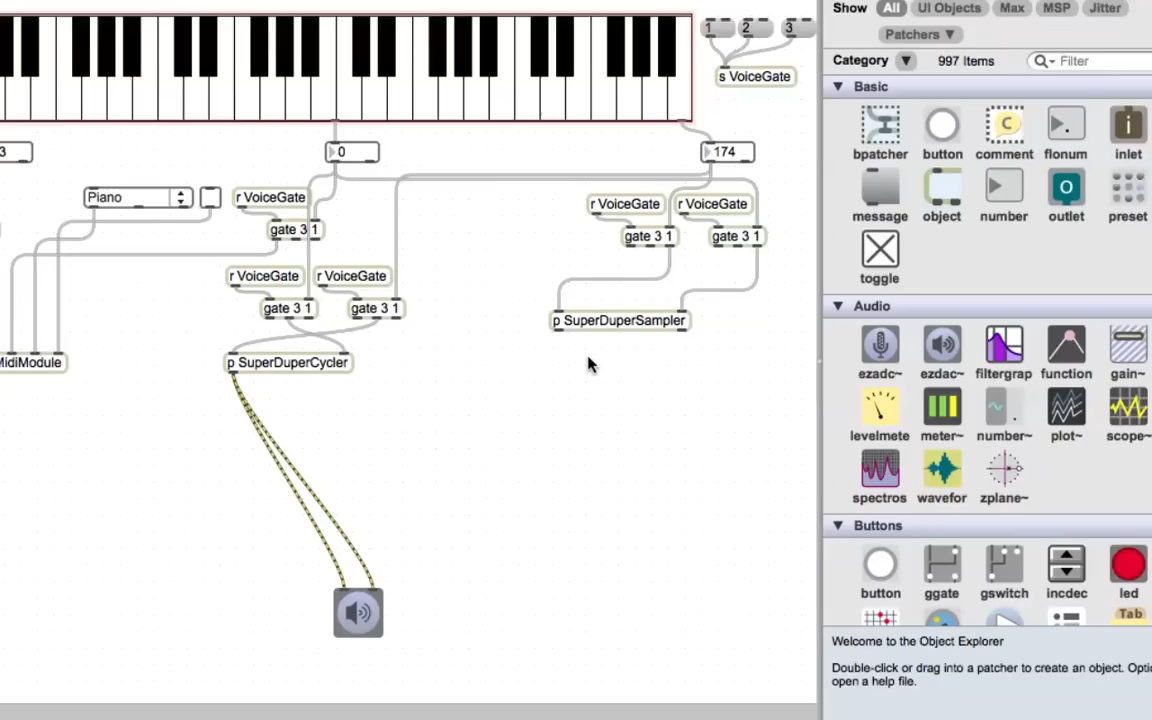 Show All UI Objects Max MSP Jitter
Patchers ▼
Category ▼ 997 Items Filter
1 2 3
s VoiceGate
3
0
174
Piano
r VoiceGate
gate 3 1
r VoiceGate r VoiceGate
gate 3 1 gate 3 1
r VoiceGate r VoiceGate
gate 3 1 gate 3 1
p SuperDuperSampler
MidiModule
p SuperDuperCycler
Basic
C i
bpatcher button comment flonum inlet
o
message object number outlet preset
toggle
Audio
ezadc~ ezdac~ filtergrap function gain~
levelmete meter~ number~ plot~ scope~
spectros wavefor zplane~
Buttons
button ggate gswitch incdec led
Tab
Welcome to the Object Explorer
Double-click or drag into a patcher to create an object. Optio
open a help file.